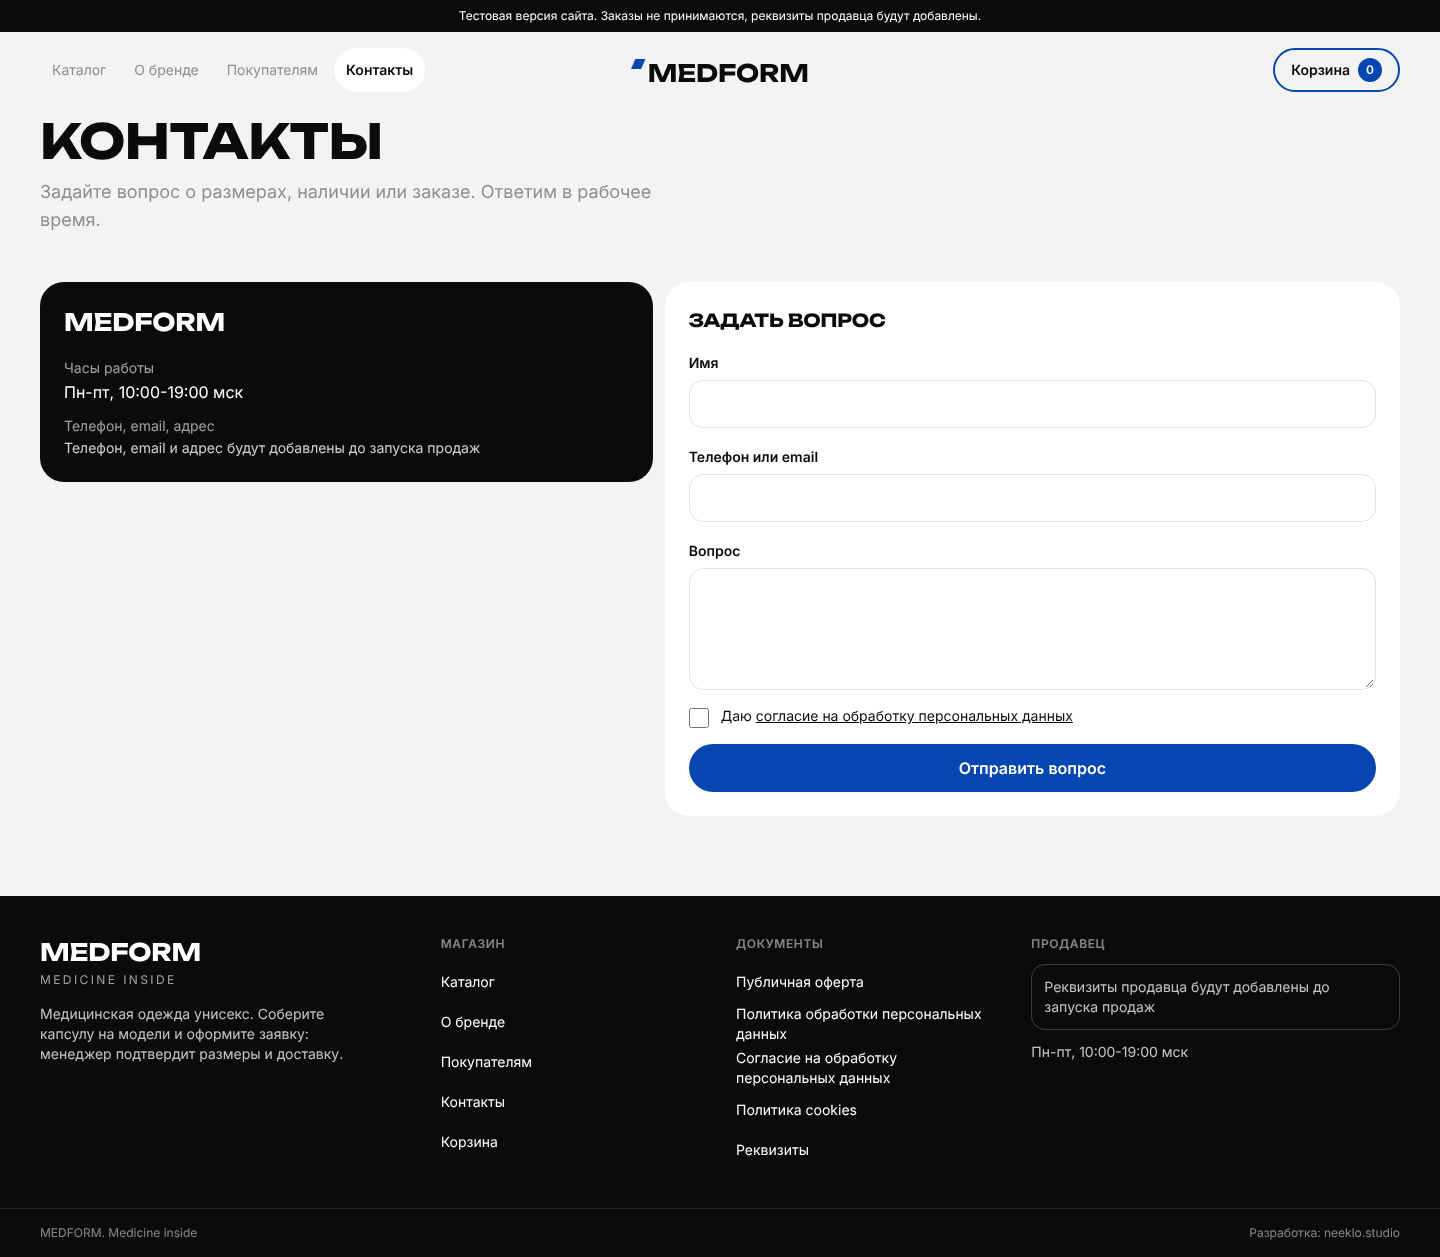 Тестовая версия сайта. Заказы не принимаются, реквизиты продавца будут добавлены.
Каталог
О бренде
Покупателям
Контакты
MEDFORM
Корзина 0
КОНТАКТЫ
Задайте вопрос о размерах, наличии или заказе. Ответим в рабочее
время.
MEDFORM
Часы работы
Пн-пт, 10:00-19:00 мск
Телефон, email, адрес
Телефон, email и адрес будут добавлены до запуска продаж
ЗАДАТЬ ВОПРОС
Имя
Телефон или email
Вопрос
Даю согласие на обработку персональных данных
Отправить вопрос
MEDFORM
MEDICINE INSIDE
Медицинская одежда унисекс. Соберите
капсулу на модели и оформите заявку:
менеджер подтвердит размеры и доставку.
МАГАЗИН
Каталог
О бренде
Покупателям
Контакты
Корзина
ДОКУМЕНТЫ
Публичная оферта
Политика обработки персональных
данных
Согласие на обработку
персональных данных
Политика cookies
Реквизиты
ПРОДАВЕЦ
Реквизиты продавца будут добавлены до
запуска продаж
Пн-пт, 10:00-19:00 мск
MEDFORM. Medicine inside
Разработка: neeklo.studio